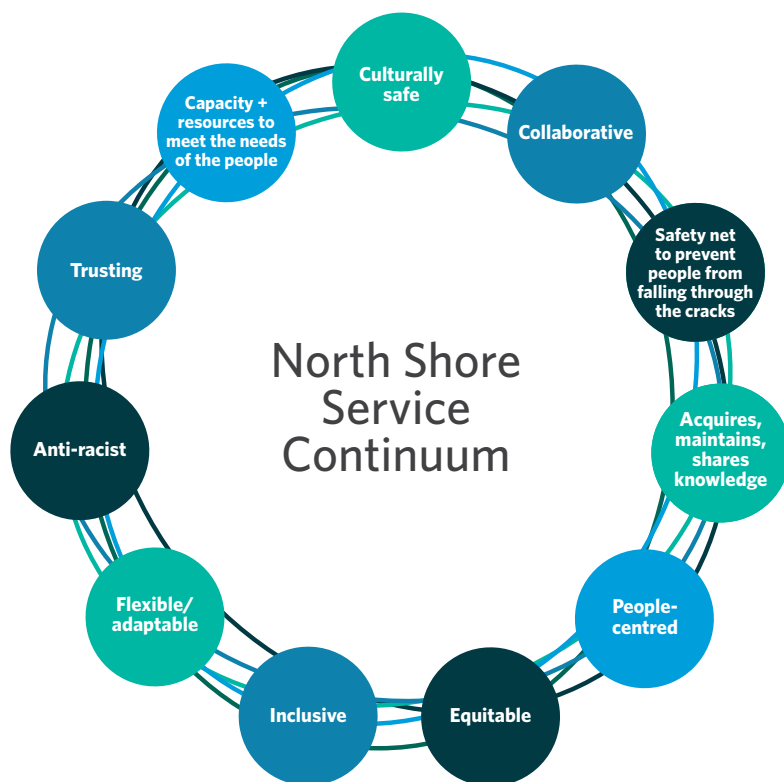 Culturally
safe
Collaborative
Safety net
to prevent
people from
falling through
the cracks
Acquires,
maintains,
shares
knowledge
People-
centred
Equitable
Inclusive
Flexible/
adaptable
Anti-racist
Trusting
Capacity +
resources to
meet the needs
of the people
North Shore
Service
Continuum